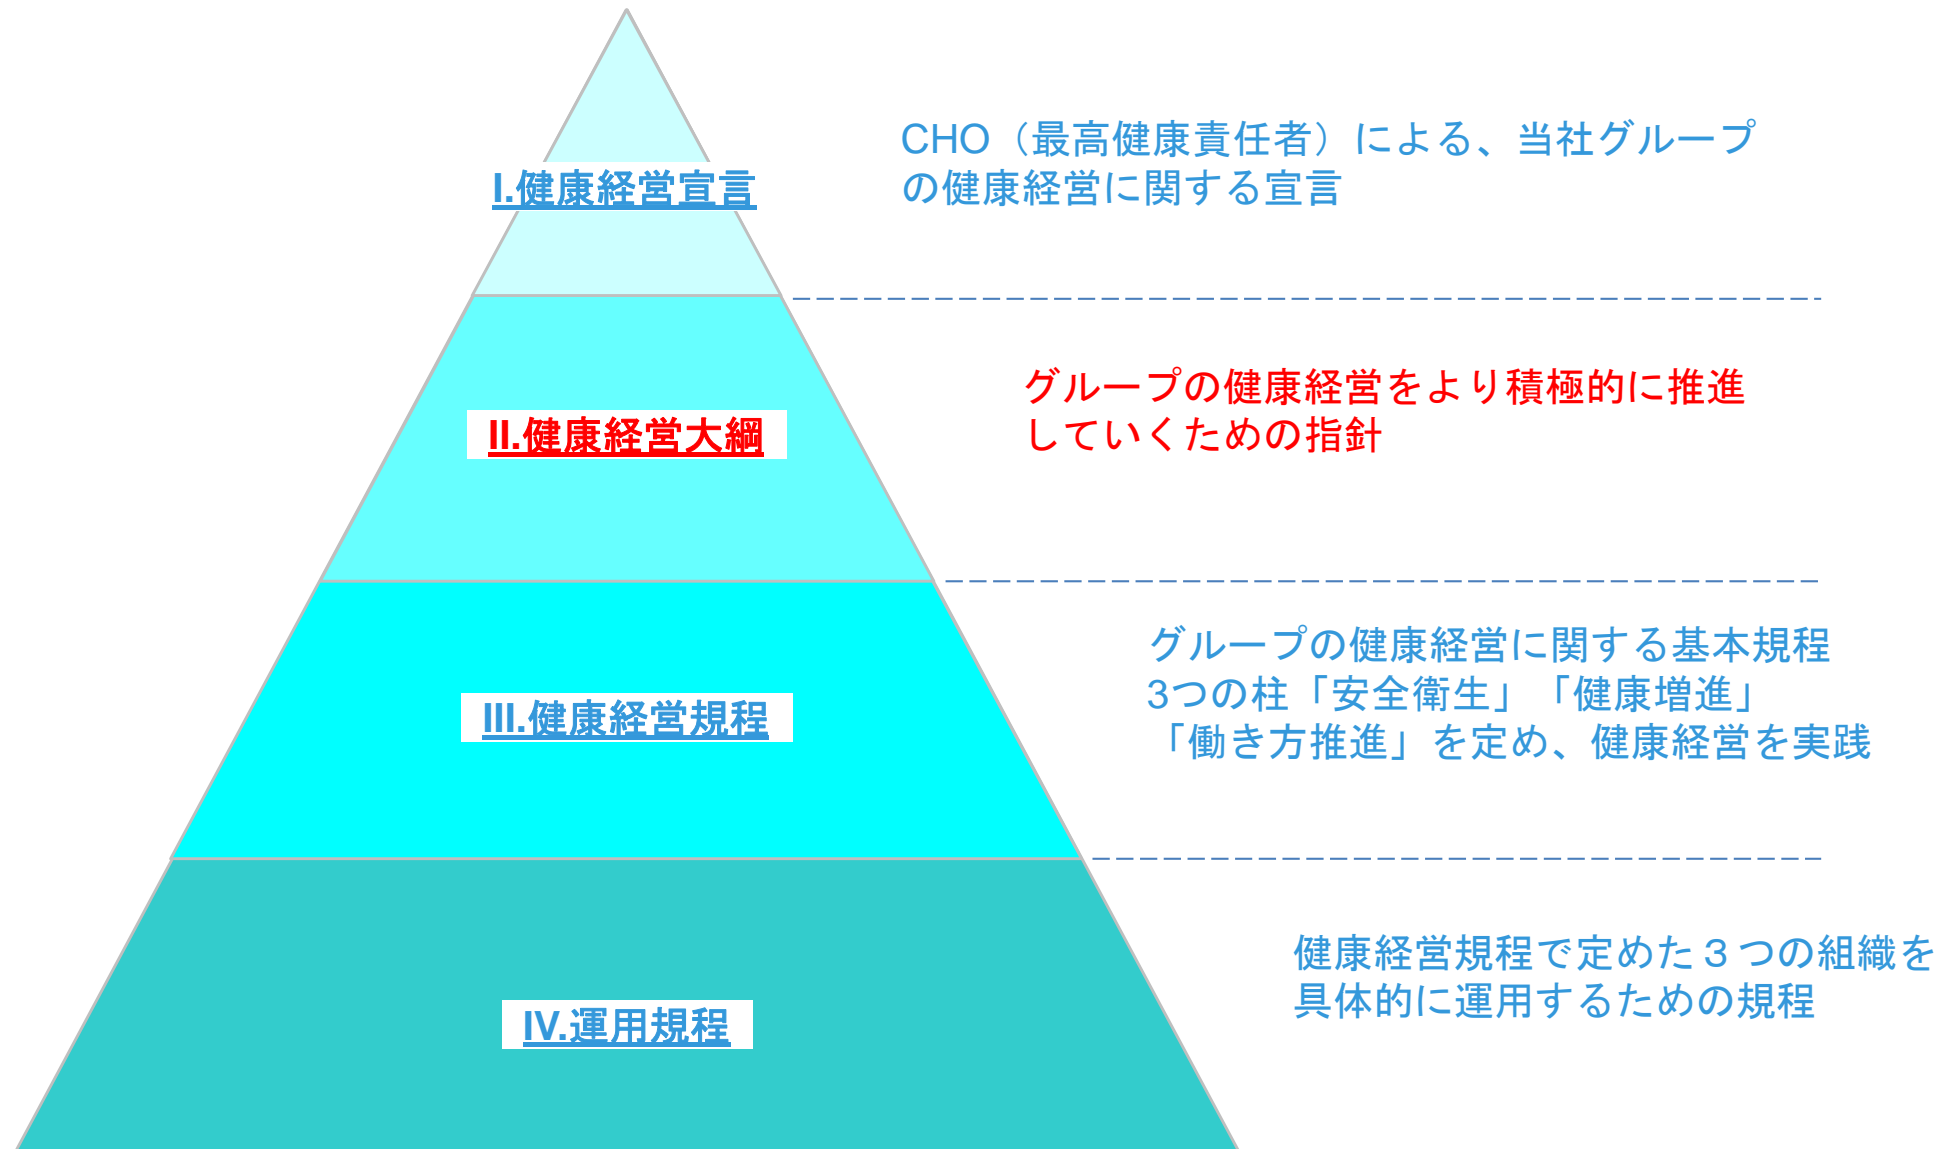 I.健康経営宣言
CHO（最高健康責任者）による、当社グループ
の健康経営に関する宣言
II.健康経営大綱
グループの健康経営をより積極的に推進
していくための指針
III.健康経営規程
グループの健康経営に関する基本規程
3つの柱「安全衛生」「健康増進」
「働き方推進」を定め、健康経営を実践
IV.運用規程
健康経営規程で定めた３つの組織を
具体的に運用するための規程